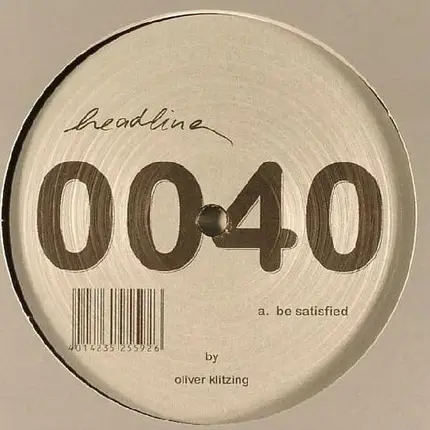 headline
0040
a. be satisfied
4014235255926
by
oliver klitzing